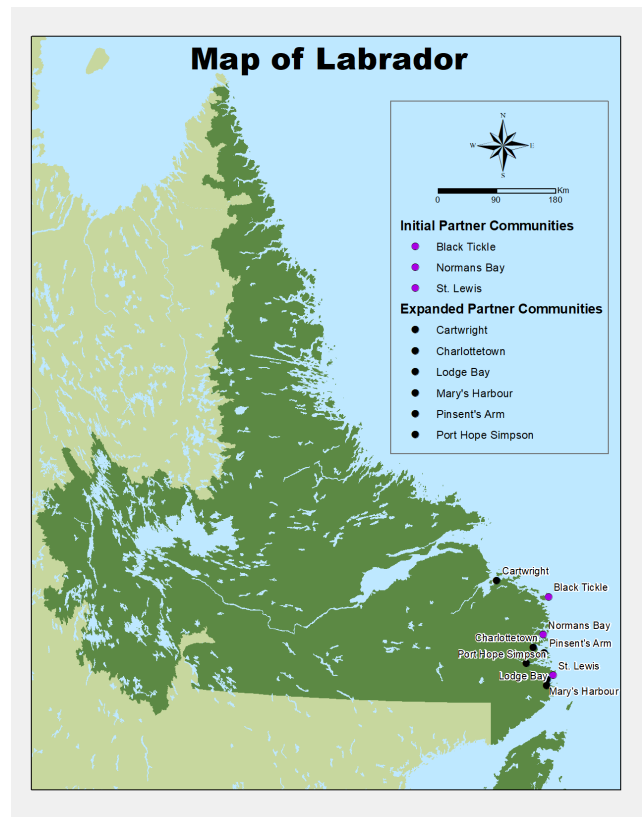 Map of Labrador
N
W E
S
Km
0 90 180
Initial Partner Communities
Black Tickle
Normans Bay
St. Lewis
Expanded Partner Communities
Cartwright
Charlottetown
Lodge Bay
Mary's Harbour
Pinsent's Arm
Port Hope Simpson
Cartwright
Black Tickle
Normans Bay
Charlottetown
Pinsent's Arm
Port Hope Simpson
St. Lewis
Lodge Bay
Mary's Harbour